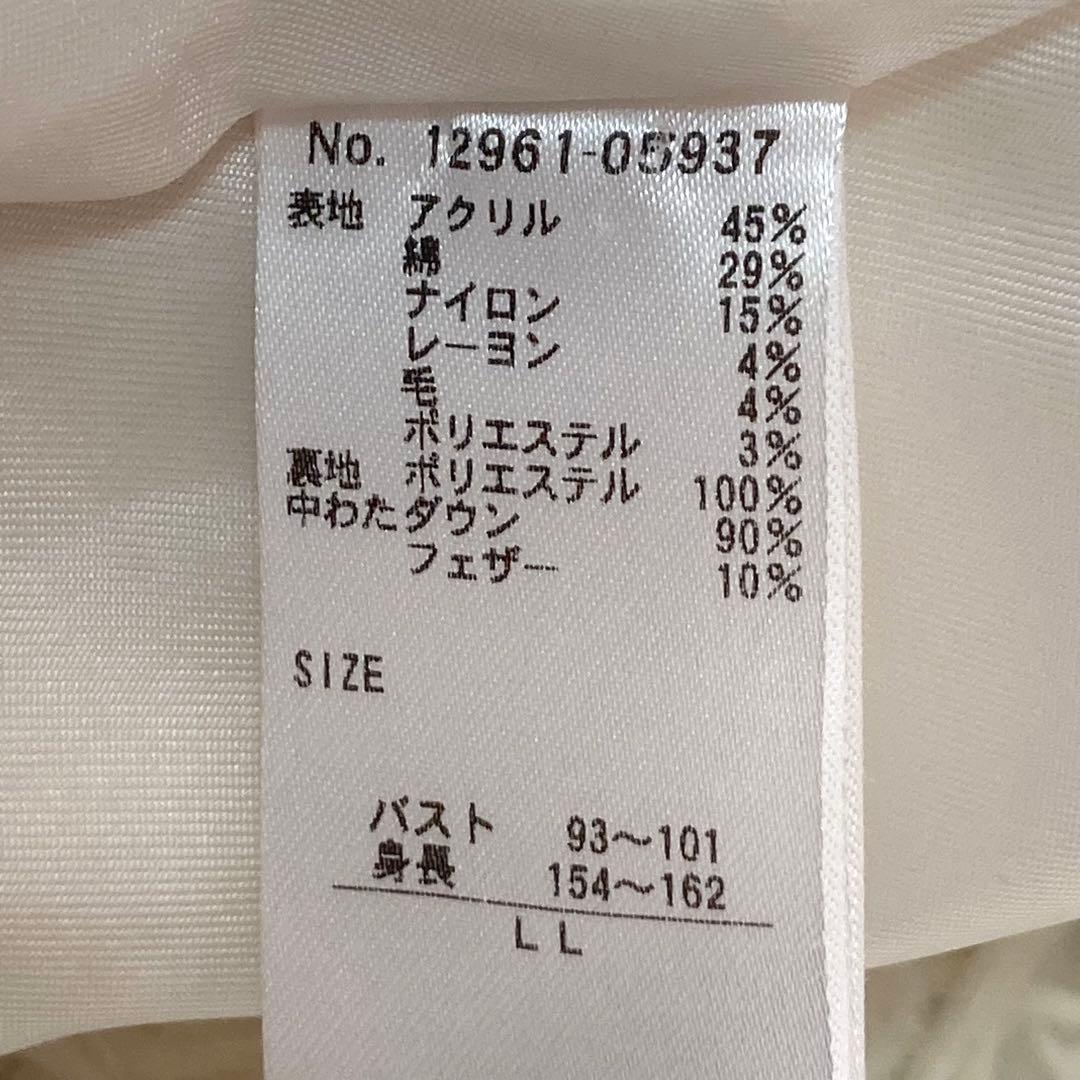 No. 12961-05937
表地 アクリル 45%
綿 29%
ナイロン 15%
レーヨン 4%
毛 4%
ポリエステル 3%
裏地 ポリエステル 100%
中わた ダウン 90%
フェザー 10%
SIZE
バスト 93～101
身長 154～162
LL